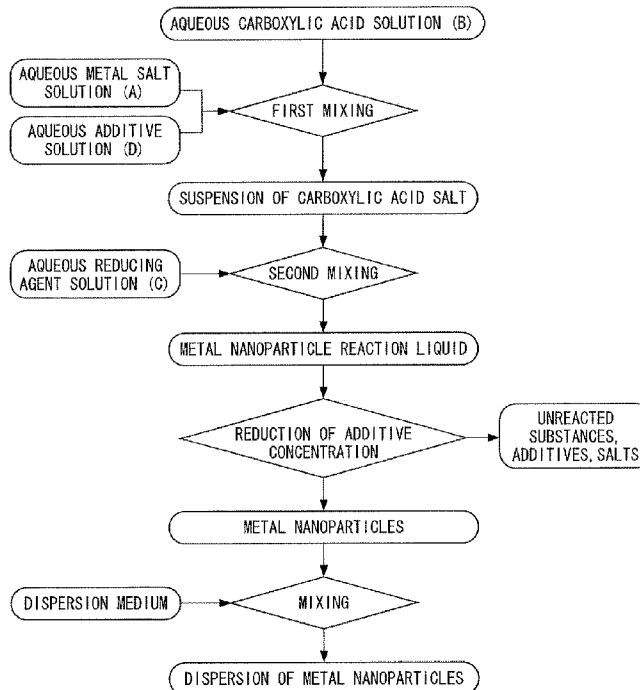 AQUEOUS CARBOXYLIC ACID SOLUTION (B)
AQUEOUS METAL SALT
SOLUTION (A)
AQUEOUS ADDITIVE
SOLUTION (D)
FIRST MIXING
SUSPENSION OF CARBOXYLIC ACID SALT
AQUEOUS REDUCING
AGENT SOLUTION (C)
SECOND MIXING
METAL NANOPARTICLE REACTION LIQUID
REDUCTION OF ADDITIVE
CONCENTRATION
UNREACTED
SUBSTANCES,
ADDITIVES, SALTS
METAL NANOPARTICLES
DISPERSION MEDIUM
MIXING
DISPERSION OF METAL NANOPARTICLES